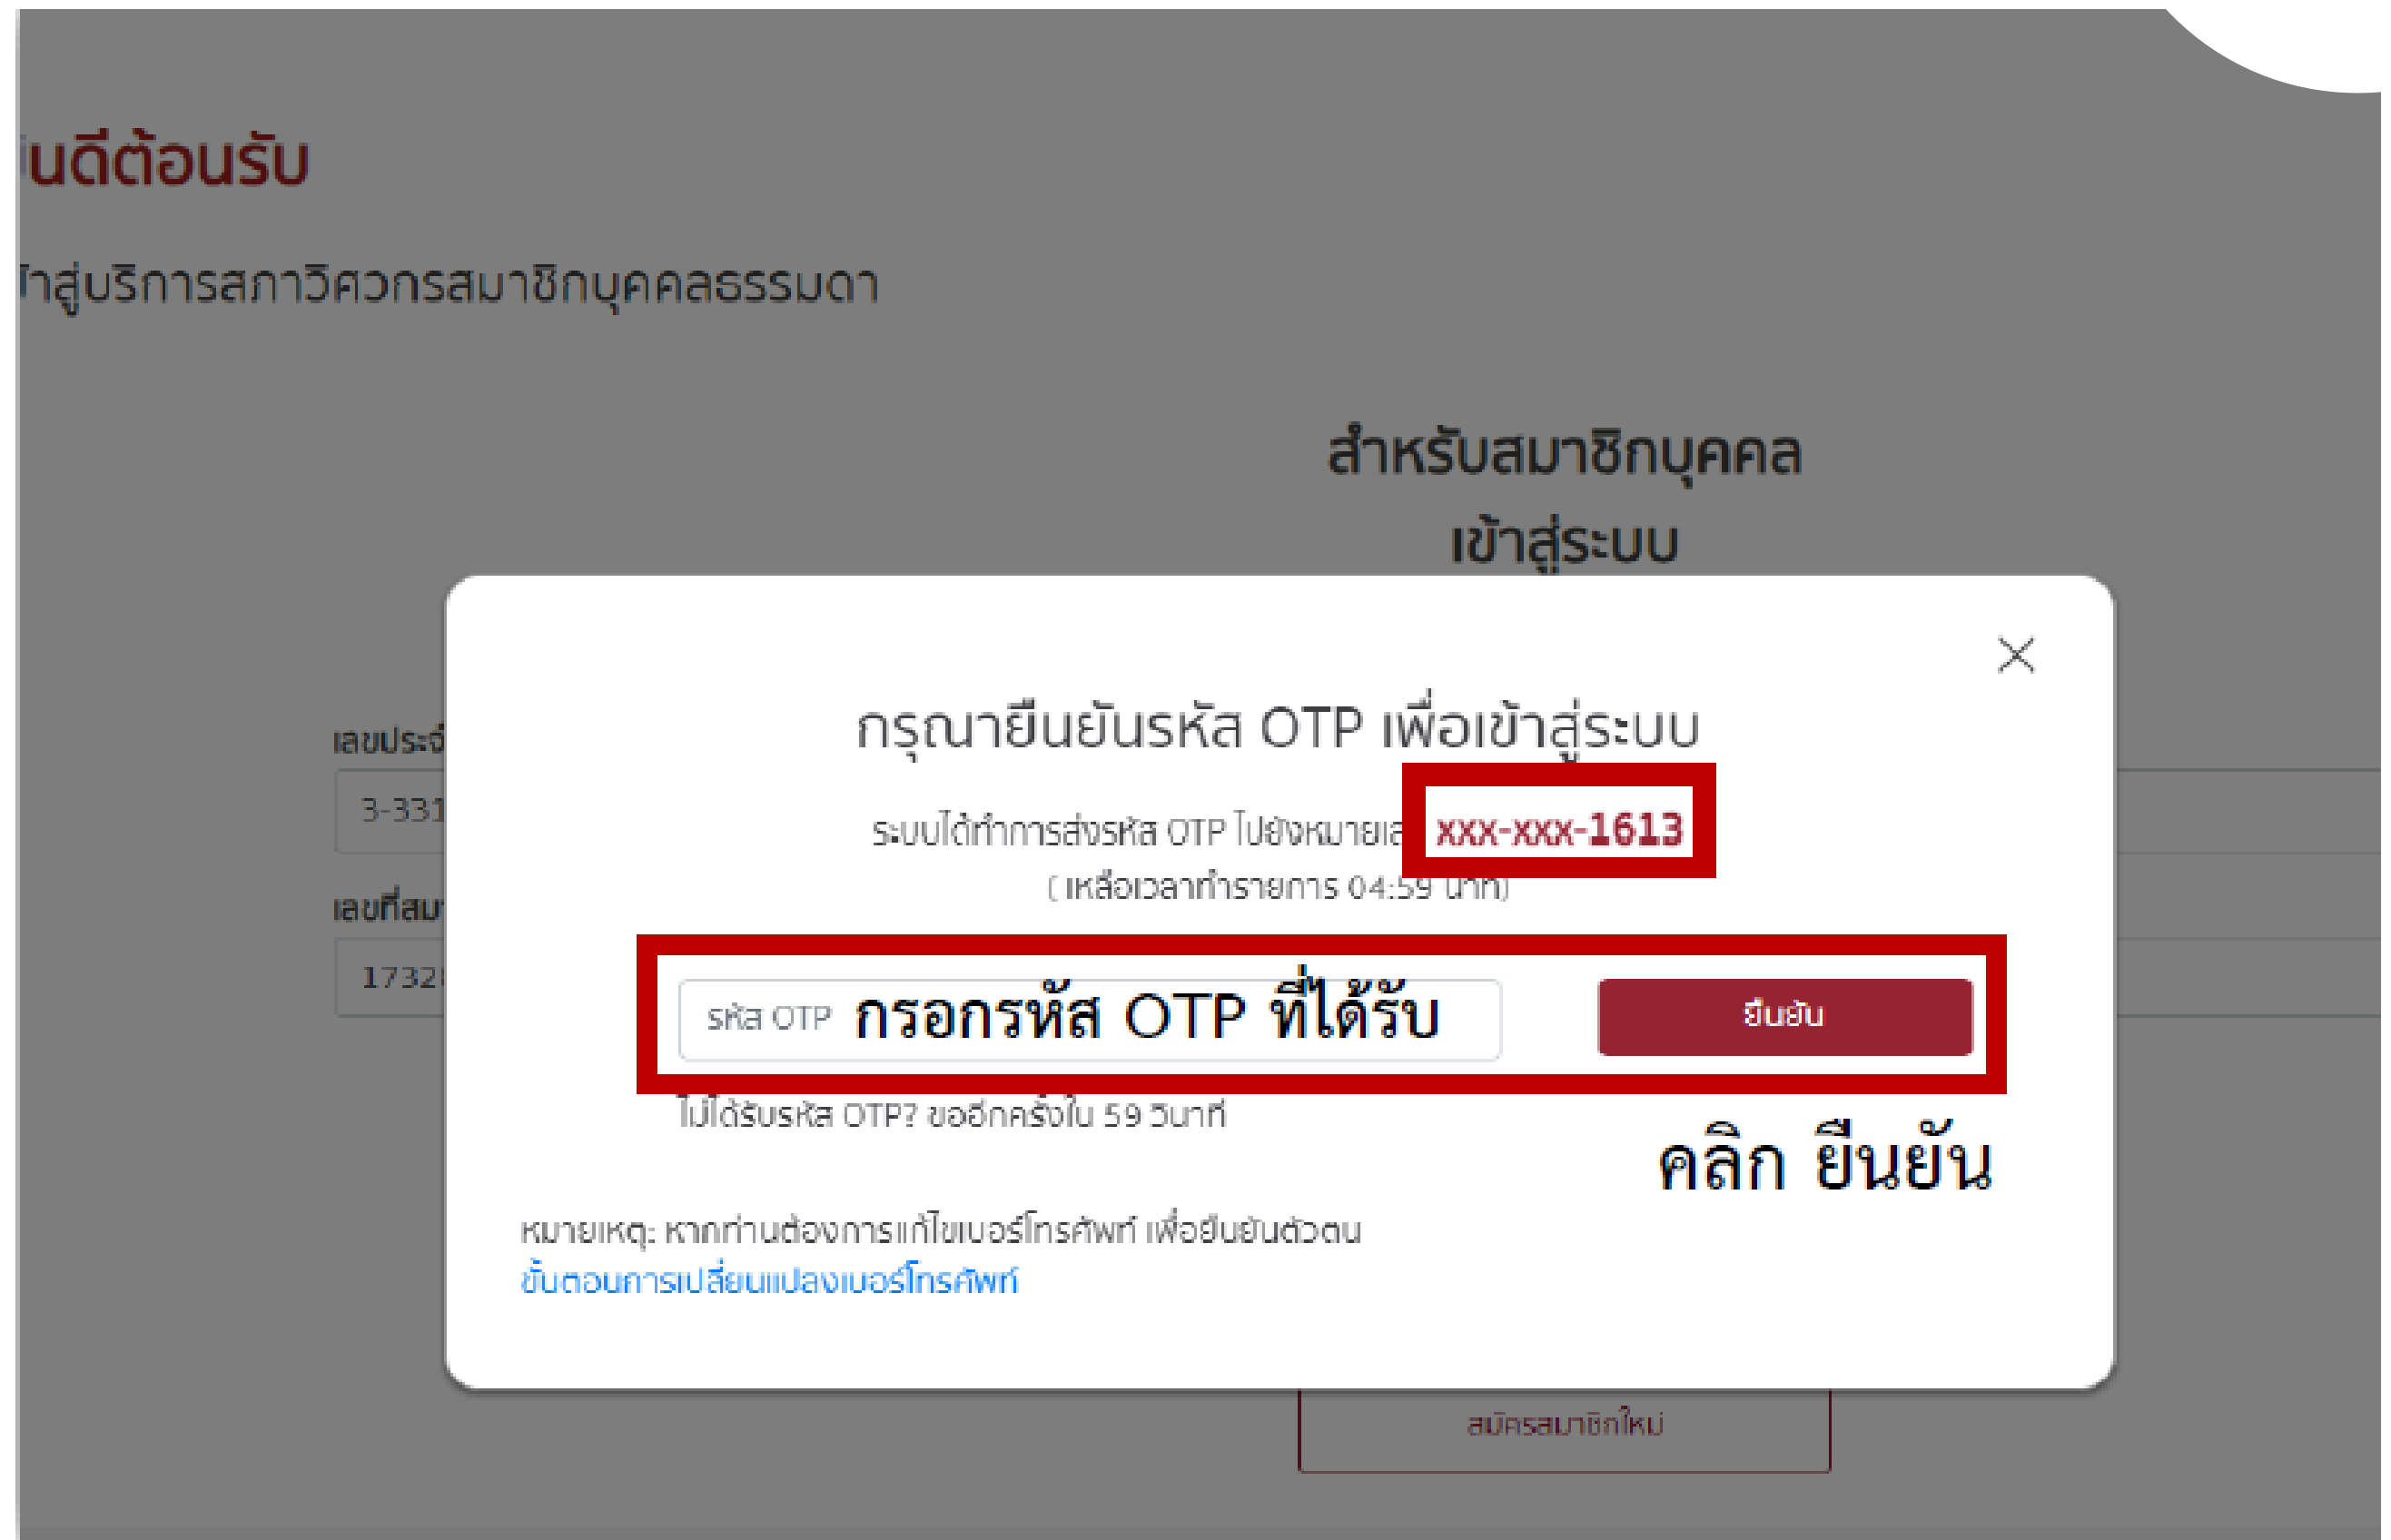 นดีต้อนรับ
าสู่บริการสภาวิศวกรสมาชิกบุคคลธรรมดา
สำหรับสมาชิกบุคคล
เข้าสู่ระบบ
กรุณายืนยันรหัส OTP เพื่อเข้าสู่ระบบ
เลขประจำ
3-331
ระบบได้ทำการส่งรหัส OTP ไปยังหมายเล xxx-xxx-1613
( เหลือเวลาทำรายการ 04:59 นาที)
เลขที่สมา
1732
รหัส OTP กรอกรหัส OTP ที่ได้รับ ยืนยัน
ไม่ได้รับรหัส OTP? ขออีกครั้งใน 59 วินาที
คลิก ยืนยัน
หมายเหตุ: หากท่านต้องการแก้ไขเบอร์โทรศัพท์ เพื่อยืนยันตัวตน
ขั้นตอนการเปลี่ยนแปลงเบอร์โทรศัพท์
สมัครสมาชิกใหม่